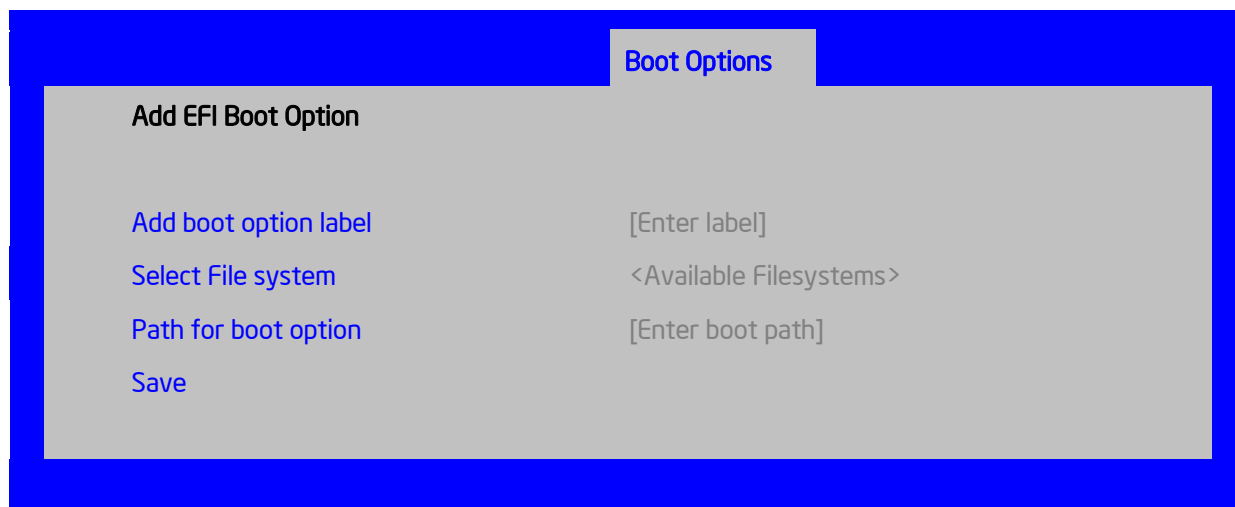 Boot Options
Add EFI Boot Option
Add boot option label [Enter label]
Select File system <Available Filesystems>
Path for boot option [Enter boot path]
Save